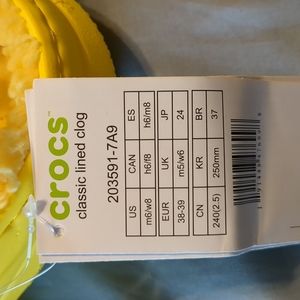 crocs™
classic lined clog
203591-7A9
US CAN ES
m6/w8 h6/f8 h6/m8
EUR UK JP
38-39 m5/w6 24
CN KR BR
240(2.5) 250mm 37